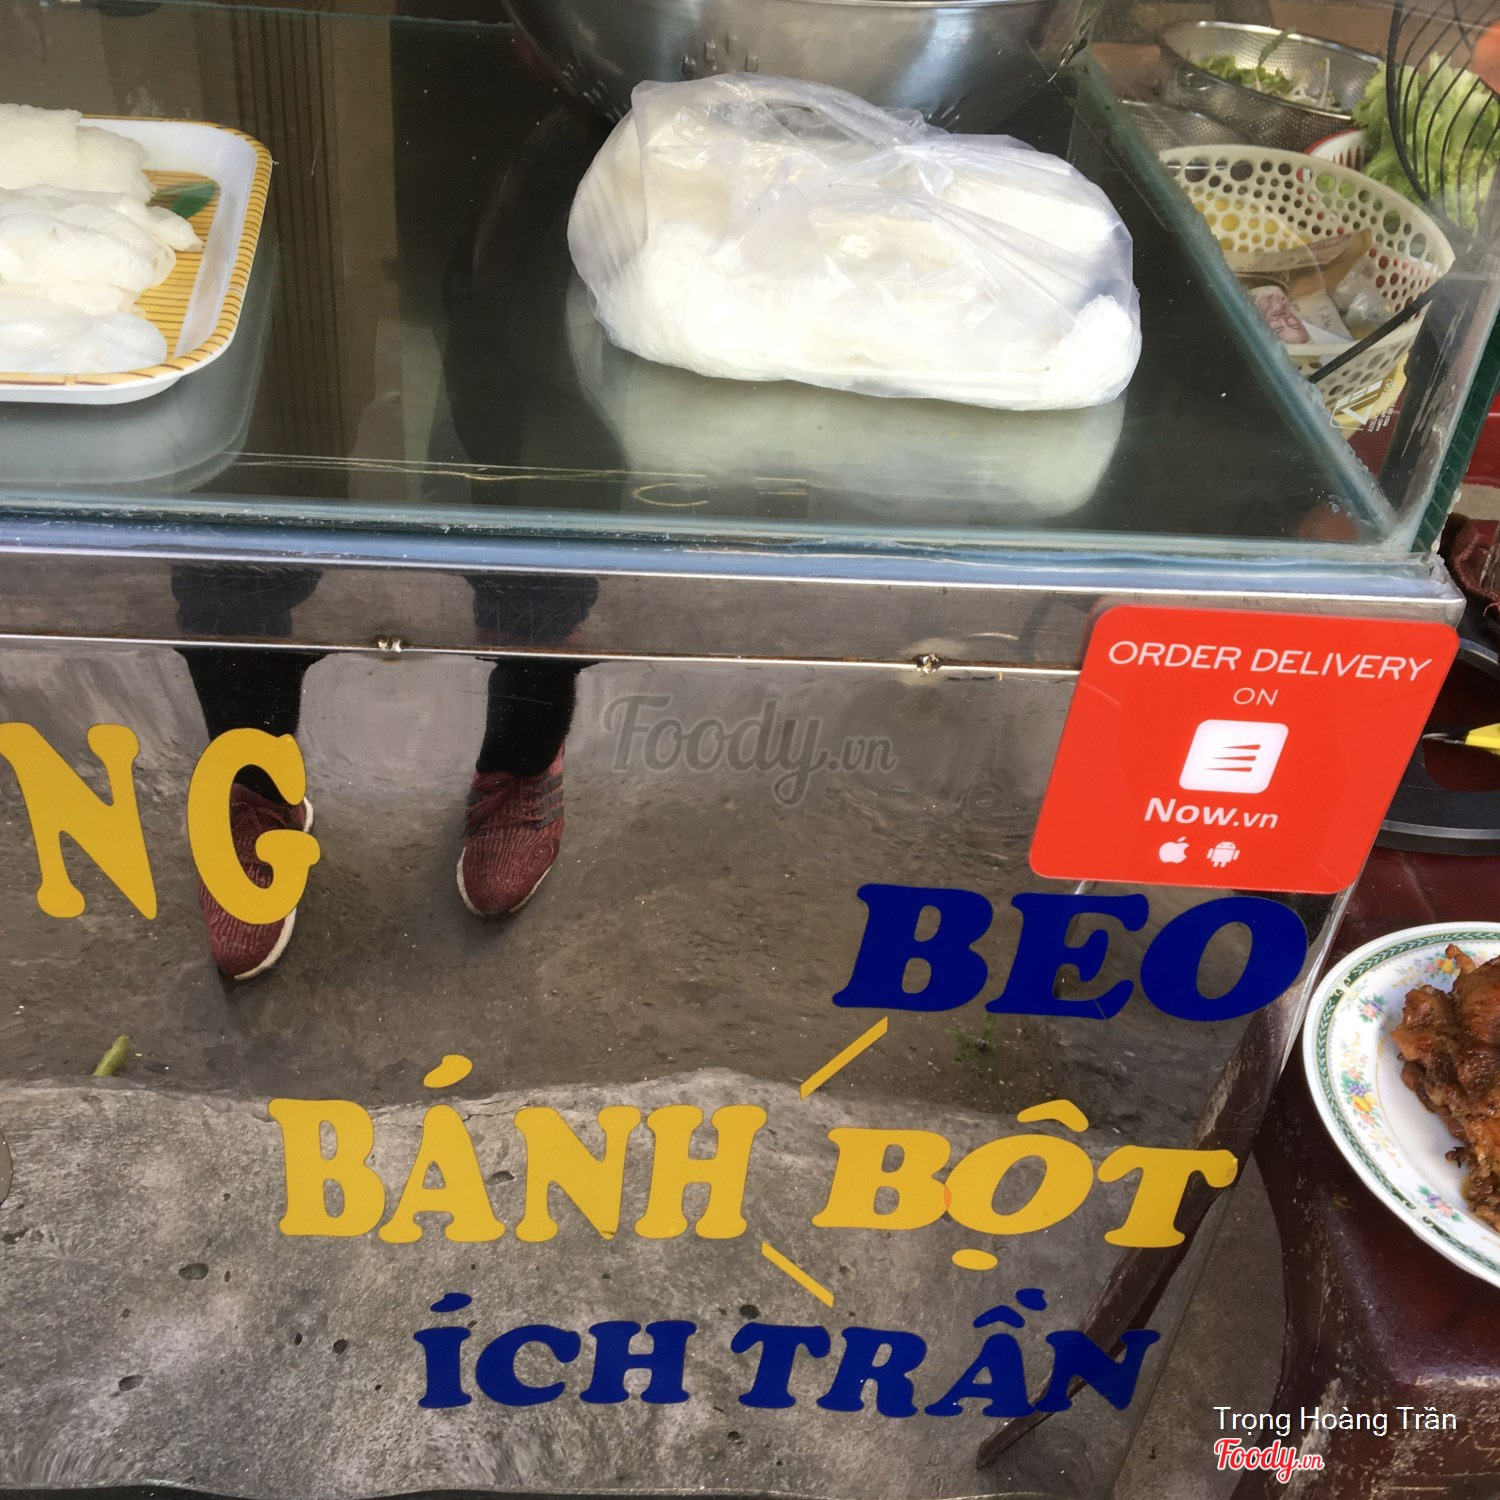 ORDER DELIVERY
ON
Now.vn
Foody.vn
NG
BEO
BÁNH BỘT
ÍCH TRẦN
Trọng Hoàng Trần
Foody.vn